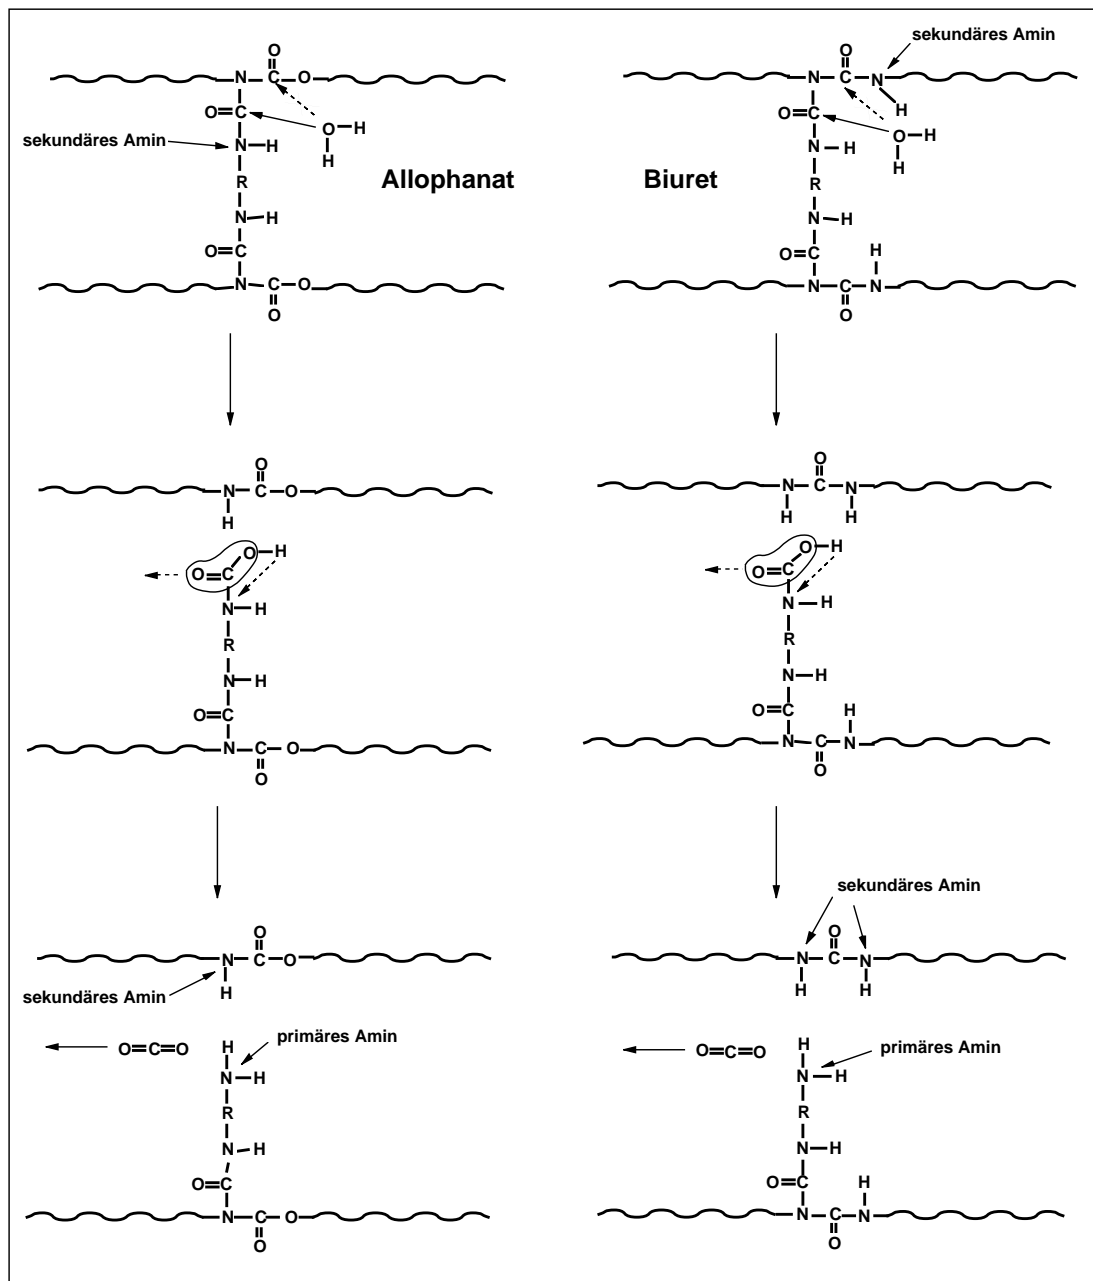 sekundäres Amin
sekundäres Amin
Allophanat
Biuret
O
N C O
O=C
O H
H
N H
R
N H
O=C
N C O
O
O
N C N
H
O=C
O H
H
N H
R
N H
O=C
H
N C N
O
O
N C O
H
O H
O=C
N H
R
N H
O=C
N C O
O
O
N C N
H H
O H
O=C
N H
R
N H
O=C
H
N C N
O
sekundäres Amin
O
N C O
H
sekundäres Amin
O=C=O
primäres Amin
H
N H
R
N H
O=C
N C O
O
O
N C N
H H
O=C=O
primäres Amin
H
N H
R
N H
O=C
H
N C N
O